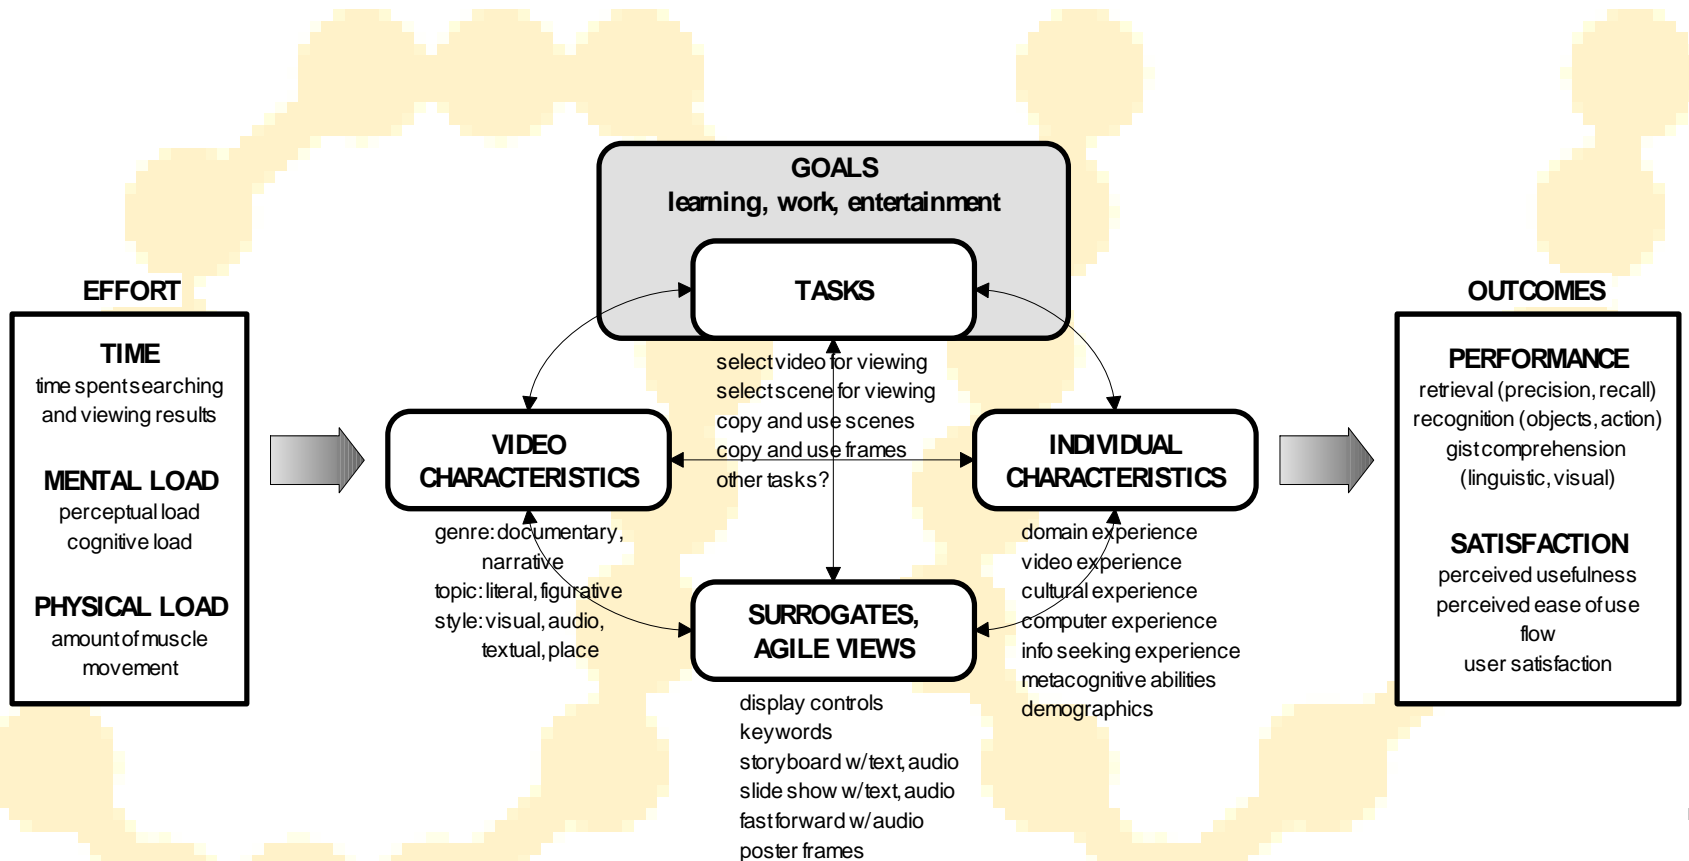 GOALS
learning, work, entertainment
TASKS
select video for viewing
select scene for viewing
copy and use scenes
copy and use frames
other tasks?
EFFORT
TIME
time spent searching
and viewing results
MENTAL LOAD
perceptual load
cognitive load
PHYSICAL LOAD
amount of muscle
movement
VIDEO
CHARACTERISTICS
genre: documentary,
narrative
topic: literal, figurative
style: visual, audio,
textual, place
SURROGATES,
AGILE VIEWS
display controls
keywords
storyboard w/text, audio
slide show w/text, audio
fast forward w/audio
poster frames
INDIVIDUAL
CHARACTERISTICS
domain experience
video experience
cultural experience
computer experience
info seeking experience
metacognitive abilities
demographics
OUTCOMES
PERFORMANCE
retrieval (precision, recall)
recognition (objects, action)
gist comprehension
(linguistic, visual)
SATISFACTION
perceived usefulness
perceived ease of use
flow
user satisfaction